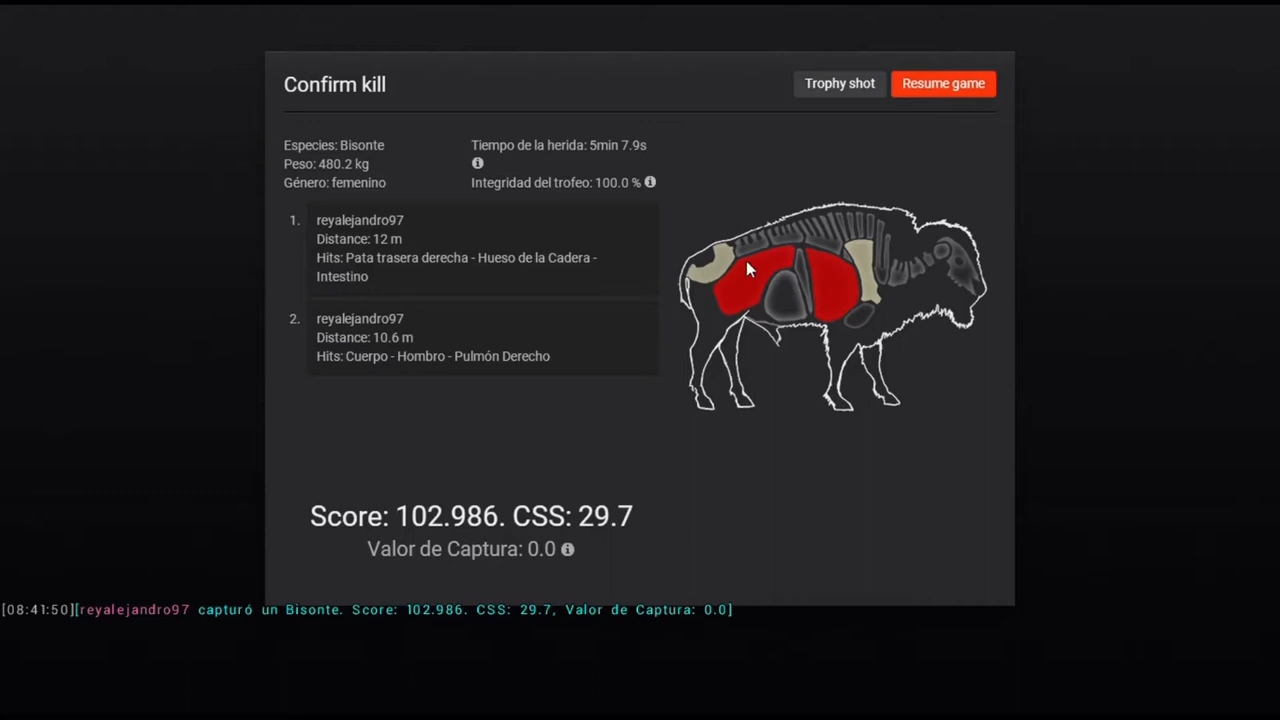 Confirm kill
Trophy shot
Resume game
Especies: Bisonte
Peso: 480.2 kg
Género: femenino
Tiempo de la herida: 5min 7.9s
Integridad del trofeo: 100.0 %
1.
reyalejandro97
Distance: 12 m
Hits: Pata trasera derecha - Hueso de la Cadera -
Intestino
2.
reyalejandro97
Distance: 10.6 m
Hits: Cuerpo - Hombro - Pulmón Derecho
Score: 102.986. CSS: 29.7
Valor de Captura: 0.0
[08:41:50][reyalejandro97 capturó un Bisonte. Score: 102.986. CSS: 29.7, Valor de Captura: 0.0]